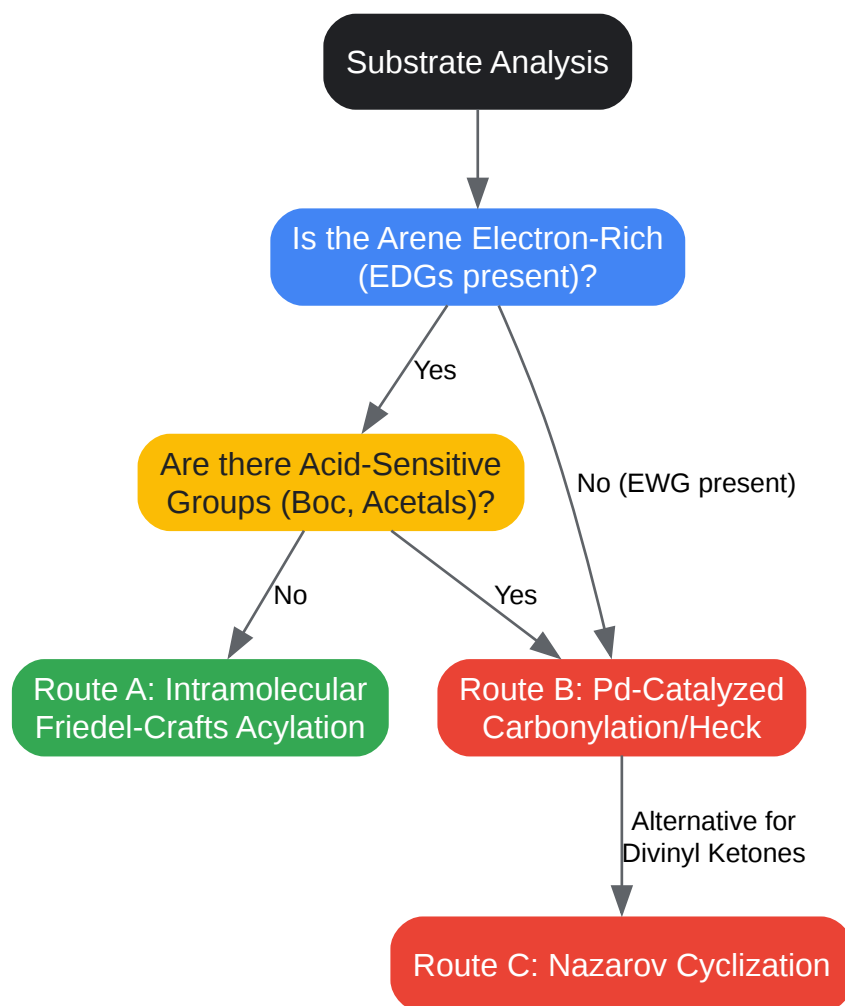 Substrate Analysis
Is the Arene Electron-Rich
(EDGs present)?
Yes
Are there Acid-Sensitive
Groups (Boc, Acetals)?
No (EWG present)
No
Yes
Route A: Intramolecular
Friedel-Crafts Acylation
Route B: Pd-Catalyzed
Carbonylation/Heck
Alternative for
Divinyl Ketones
Route C: Nazarov Cyclization